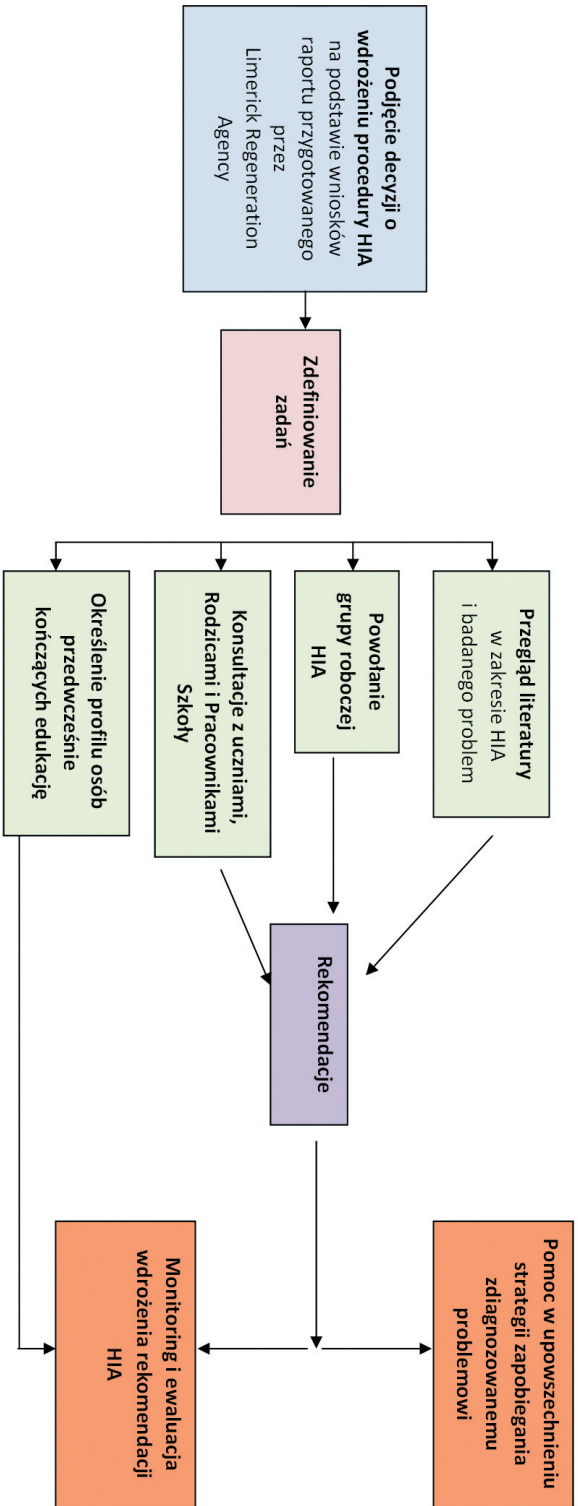 Podjęcie decyzji o
wdrożeniu procedury HIA
na podstawie wniosków
raportu przygotowanego
przez
Limerick Regeneration
Agency
Zdefiniowanie
zadań
Przegląd literatury
w zakresie HIA
i badanego problem
Powołanie
grupy roboczej
HIA
Konsultacje z uczniami,
Rodzicami i Pracownikami
Szkoły
Określenie profilu osób
przedwcześnie
kończących edukację
Rekomendacje
Pomoc w upowszechnieniu
strategii zapobiegania
zdiagnozowanemu
problemowi
Monitoring i ewaluacja
wdrożenia rekomendacji
HIA